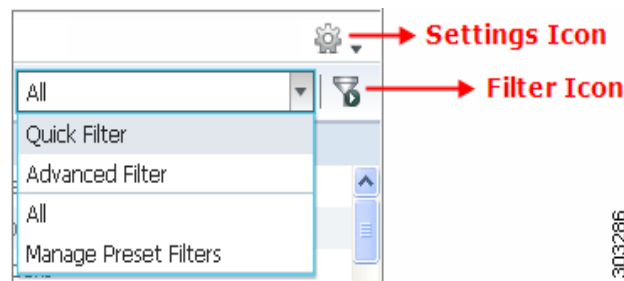 Settings Icon
All
Filter Icon
Quick Filter
Advanced Filter
All
Manage Preset Filters
303286